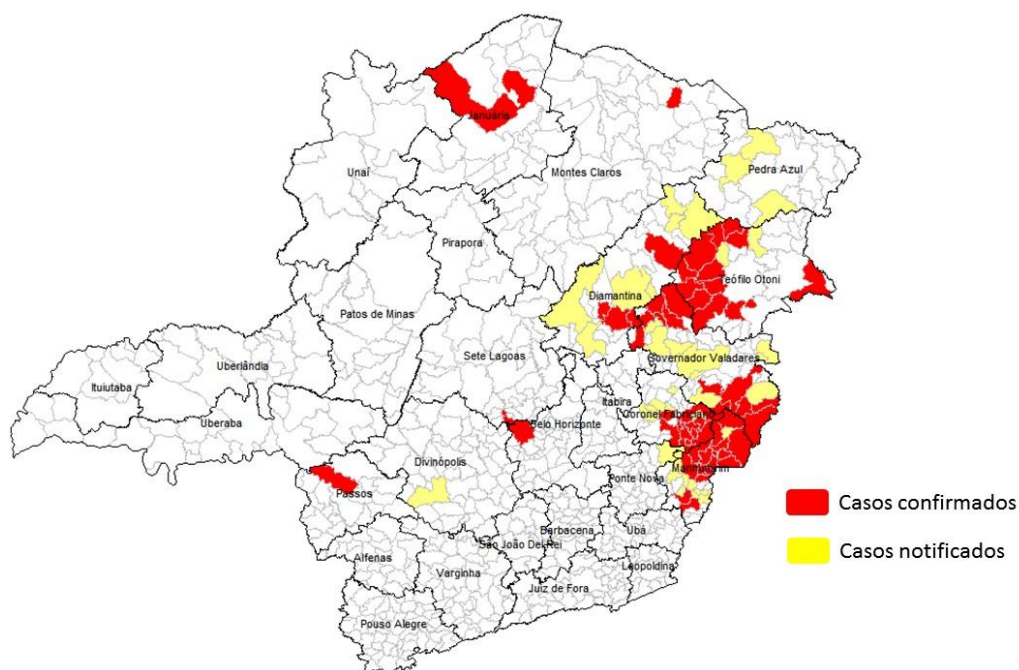 Januária
Unaí
Montes Claros
Pedra Azul
Pirapora
Teófilo Otoni
Diamantina
Patos de Minas
Sete Lagoas
Governador Valadares
Uberlândia
Ituiutaba
Itabira
Coronel Fabriciano
Uberaba
Belo Horizonte
Divinópolis
Manhumirim
Ponte Nova
Passos
Casos confirmados
Barbacena
Ubá
São João Del Rei
Casos notificados
Alfenas
Leopoldina
Varginha
Juiz de Fora
Pouso Alegre